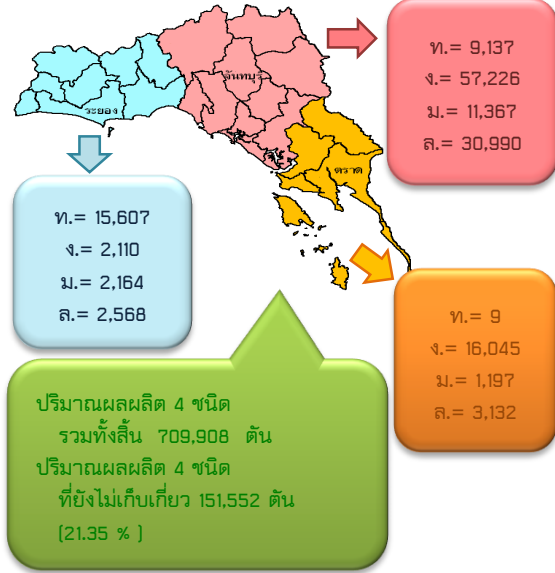 ท.= 9,137
ง.= 57,226
ม.= 11,367
ล.= 30,990
จันทบุรี
ระยอง
ตราด
ท.= 15,607
ง.= 2,110
ม.= 2,164
ล.= 2,568
ท.= 9
ง.= 16,045
ม.= 1,197
ล.= 3,132
ปริมาณผลผลิต 4 ชนิด
รวมทั้งสิ้น 709,908 ตัน
ปริมาณผลผลิต 4 ชนิด
ที่ยังไม่เก็บเกี่ยว 151,552 ตัน
(21.35 % )